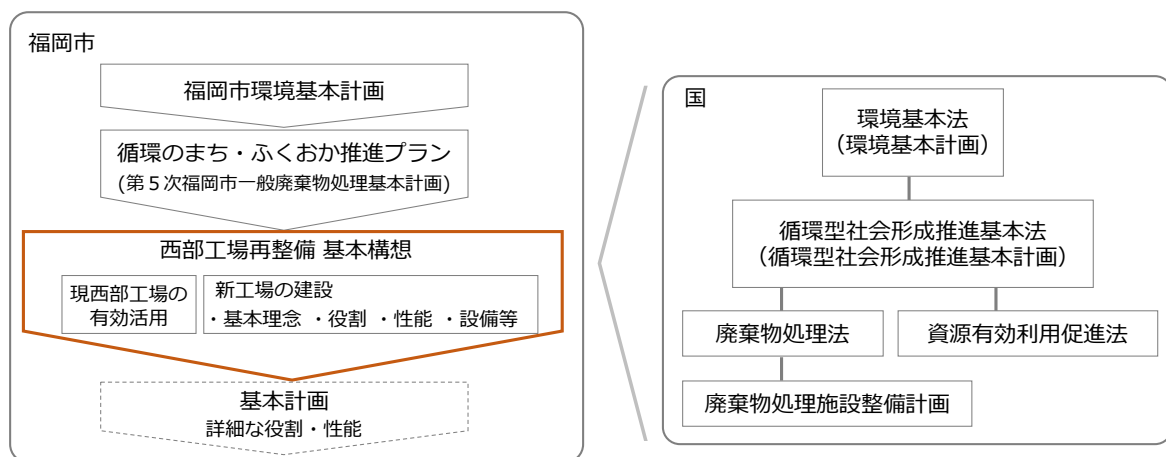 福岡市
福岡市環境基本計画
循環のまち・ふくおか推進プラン
(第5次福岡市一般廃棄物処理基本計画)
西部工場再整備 基本構想
現西部工場の
有効活用
新工場の建設
・基本理念 ・役割 ・性能 ・設備等
基本計画
詳細な役割・性能
国
環境基本法
(環境基本計画)
循環型社会形成推進基本法
(循環型社会形成推進基本計画)
廃棄物処理法
資源有効利用促進法
廃棄物処理施設整備計画